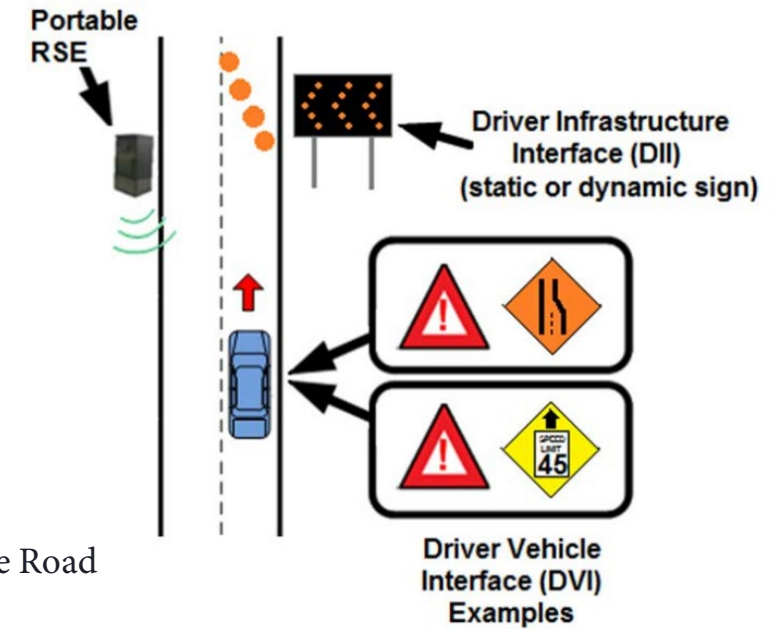 Portable
RSE
Driver Infrastructure
Interface (DII)
(static or dynamic sign)
!
!
SPEED
LIMIT
45
e Road
Driver Vehicle
Interface (DVI)
Examples